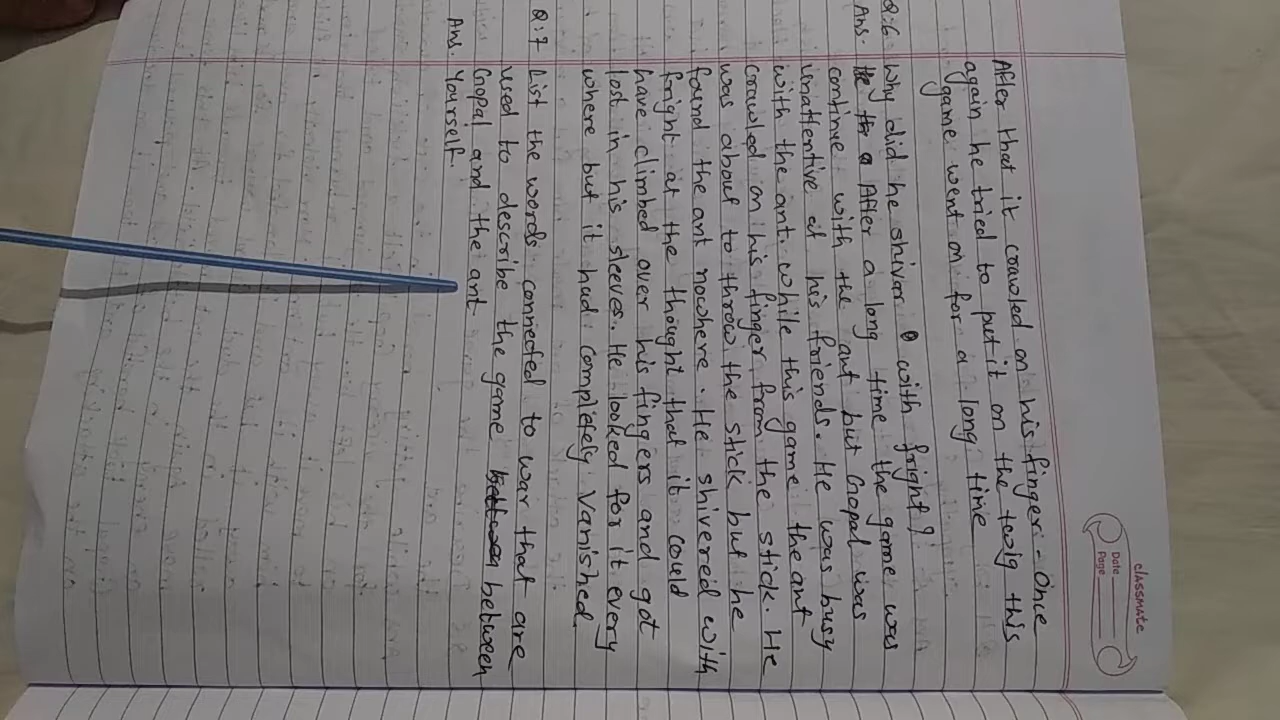 classmate
Date
Page
After that it crawled on his finger. Once
again he tried to put it on the twig this
game went on for a long time
Q:6 Why did he shivar with fright?
Ans. After a long time the game was
contine with the ant but Gopal was
inattentive at his friends. He was busy
with the ant. while this game the ant
crawled on his finger from the stick. He
was about to throw the stick but he
found the ant nowhere. He shivered with
fright at the thought that it could
have climbed over his fingers and got
lost in his sleeves. He looked for it every
where but it hud completely vanished.
Q:7 List the words connected to war that are
used to describe the game between
Gopal and the ant
Ans. Yourself.